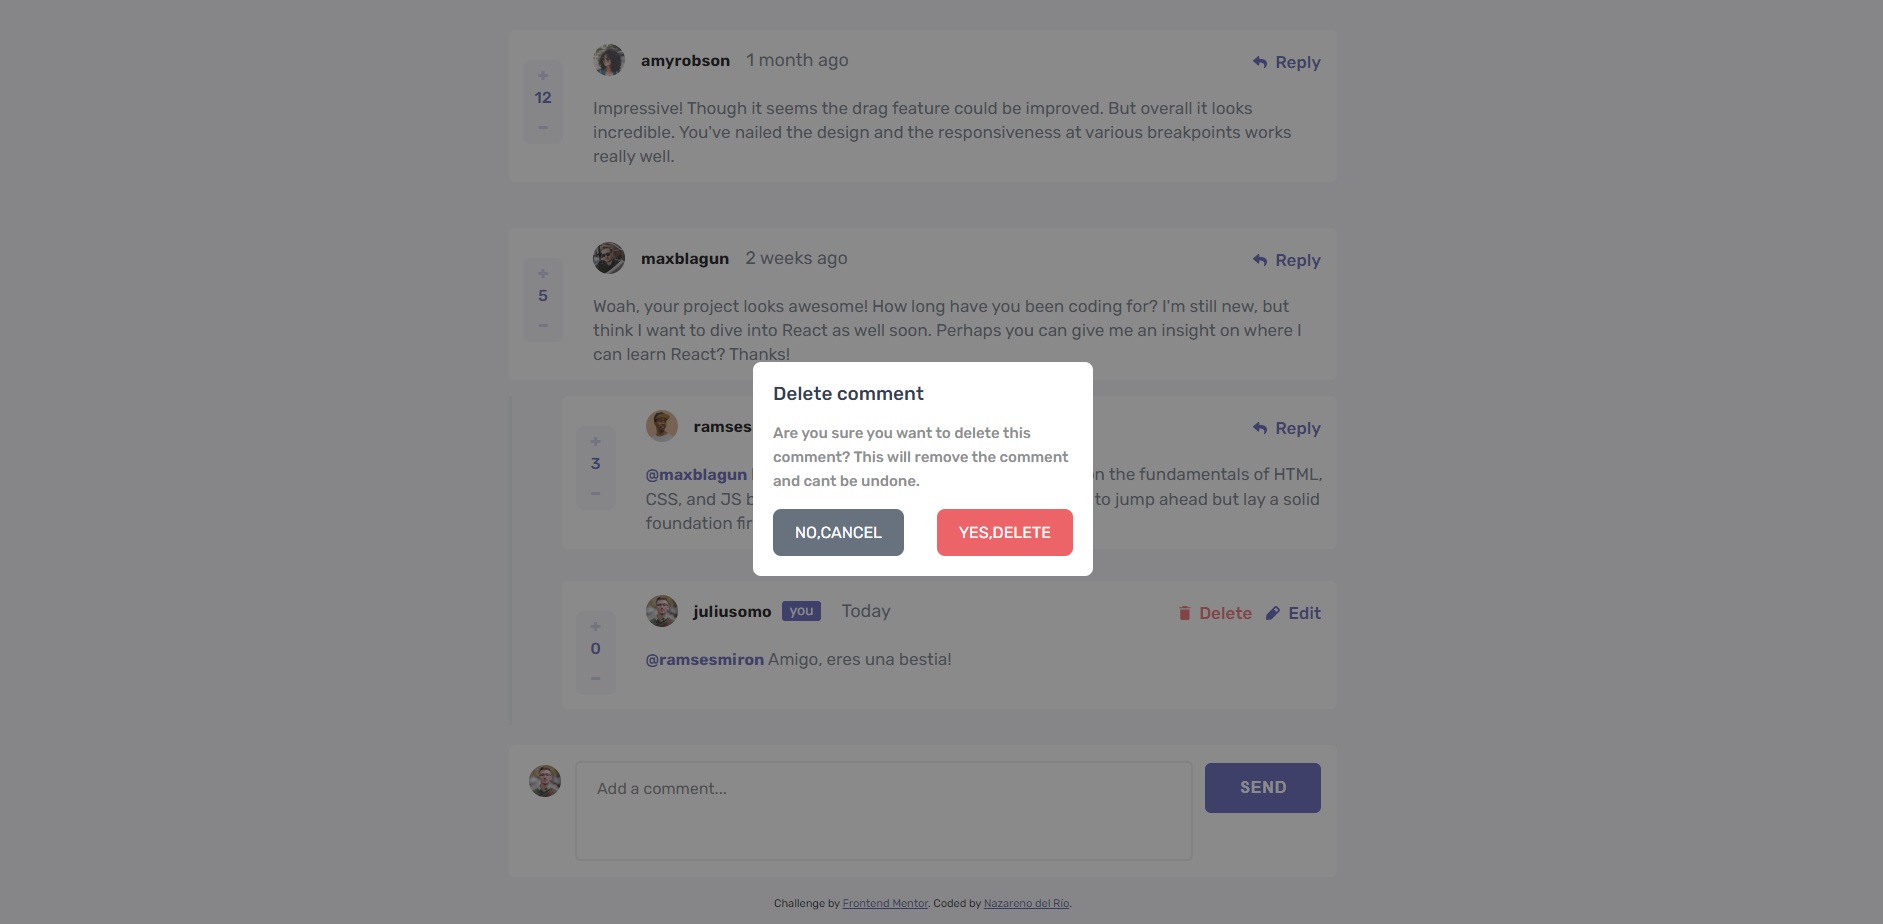 amyrobson 1 month ago Reply
+
12
-
Impressive! Though it seems the drag feature could be improved. But overall it looks
incredible. You've nailed the design and the responsiveness at various breakpoints works
really well.
maxblagun 2 weeks ago Reply
+
5
-
Woah, your project looks awesome! How long have you been coding for? I'm still new, but
think I want to dive into React as well soon. Perhaps you can give me an insight on where I
can learn React? Thanks!
Delete comment
Are you sure you want to delete this
comment? This will remove the comment
and cant be undone.
NO,CANCEL YES,DELETE
ramses Reply
+
3
-
@maxblagun the fundamentals of HTML,
CSS, and JS to jump ahead but lay a solid
foundation
juliusomo you Today Delete Edit
+
0
-
@ramsesmiron Amigo, eres una bestia!
Add a comment...
SEND
Challenge by Frontend Mentor. Coded by Nazareno del Río.